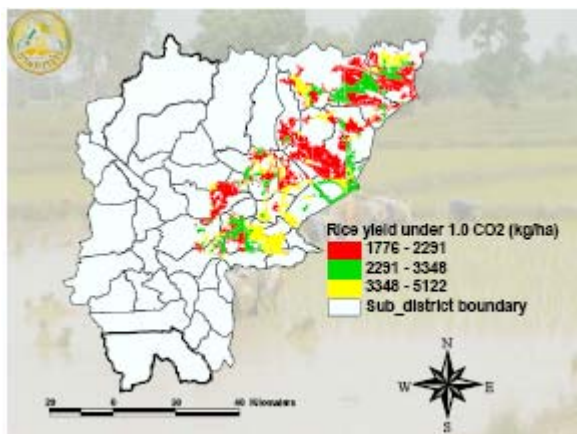 Rice yield under 1.0 CO2 (kg/ha)
1776 - 2291
2291 - 3348
3348 - 5122
Sub_district boundary
N
W E
S
20 0 20 40 Kilometers